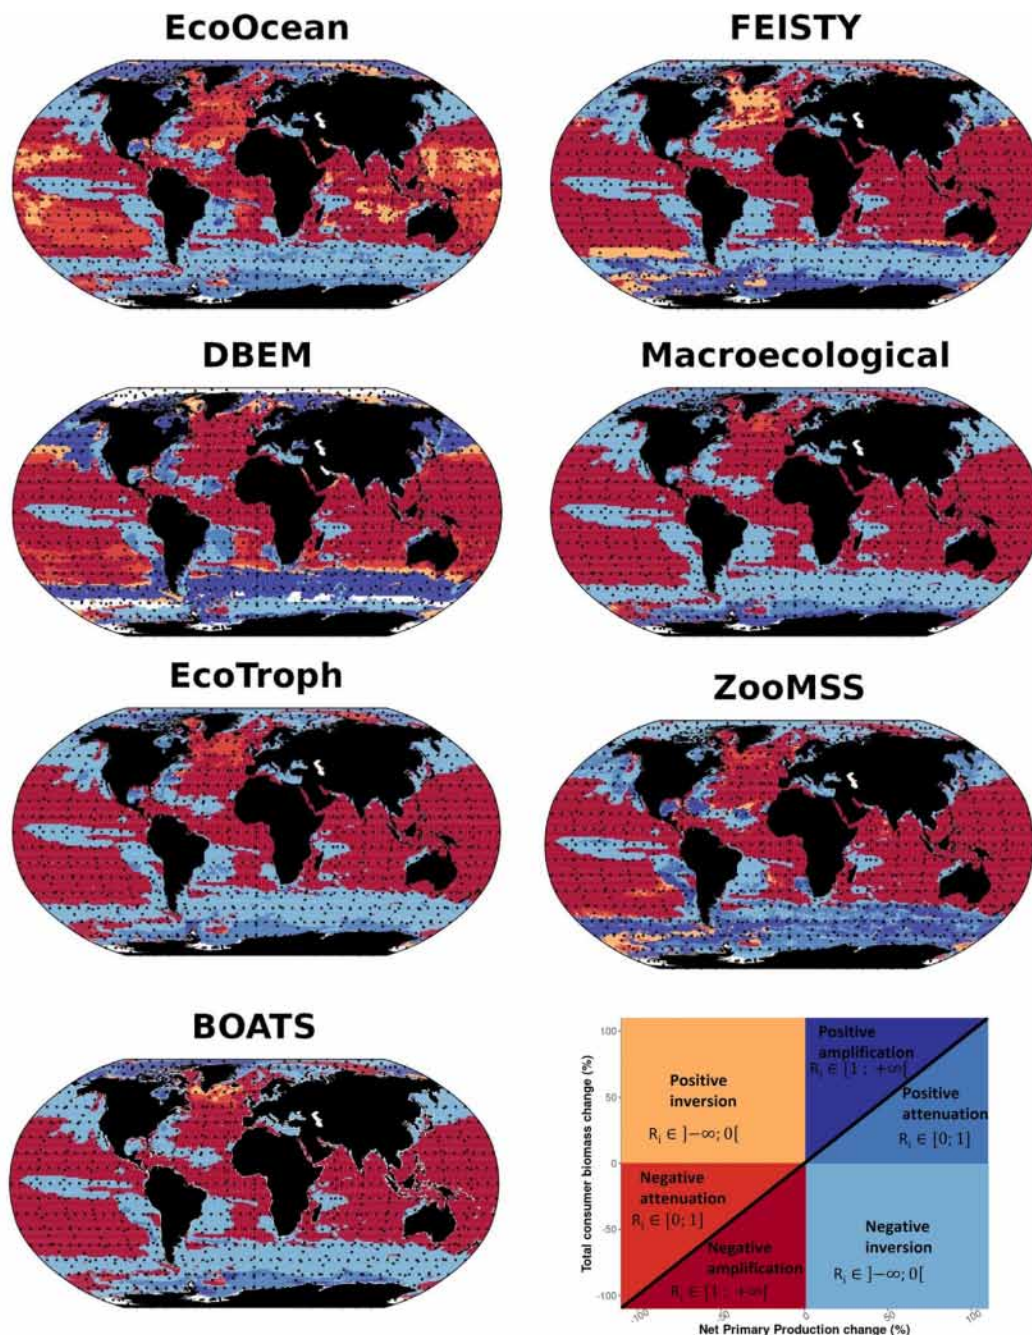 EcoOcean
FEISTY
DBEM
Macroecological
EcoTroph
ZooMSS
BOATS
Total consumer biomass change (%)
100
50
0
-50
-100
Positive
inversion
Rᵢ ∈ ]−∞; 0[
Positive
amplification
Rᵢ ∈ [1 ; +∞[
Positive
attenuation
Rᵢ ∈ [0; 1]
Negative
attenuation
Rᵢ ∈ [0; 1]
Negative
amplification
Rᵢ ∈ [1 ; +∞[
Negative
inversion
Rᵢ ∈ ]−∞; 0[
-100
-50
0
50
100
Net Primary Production change (%)